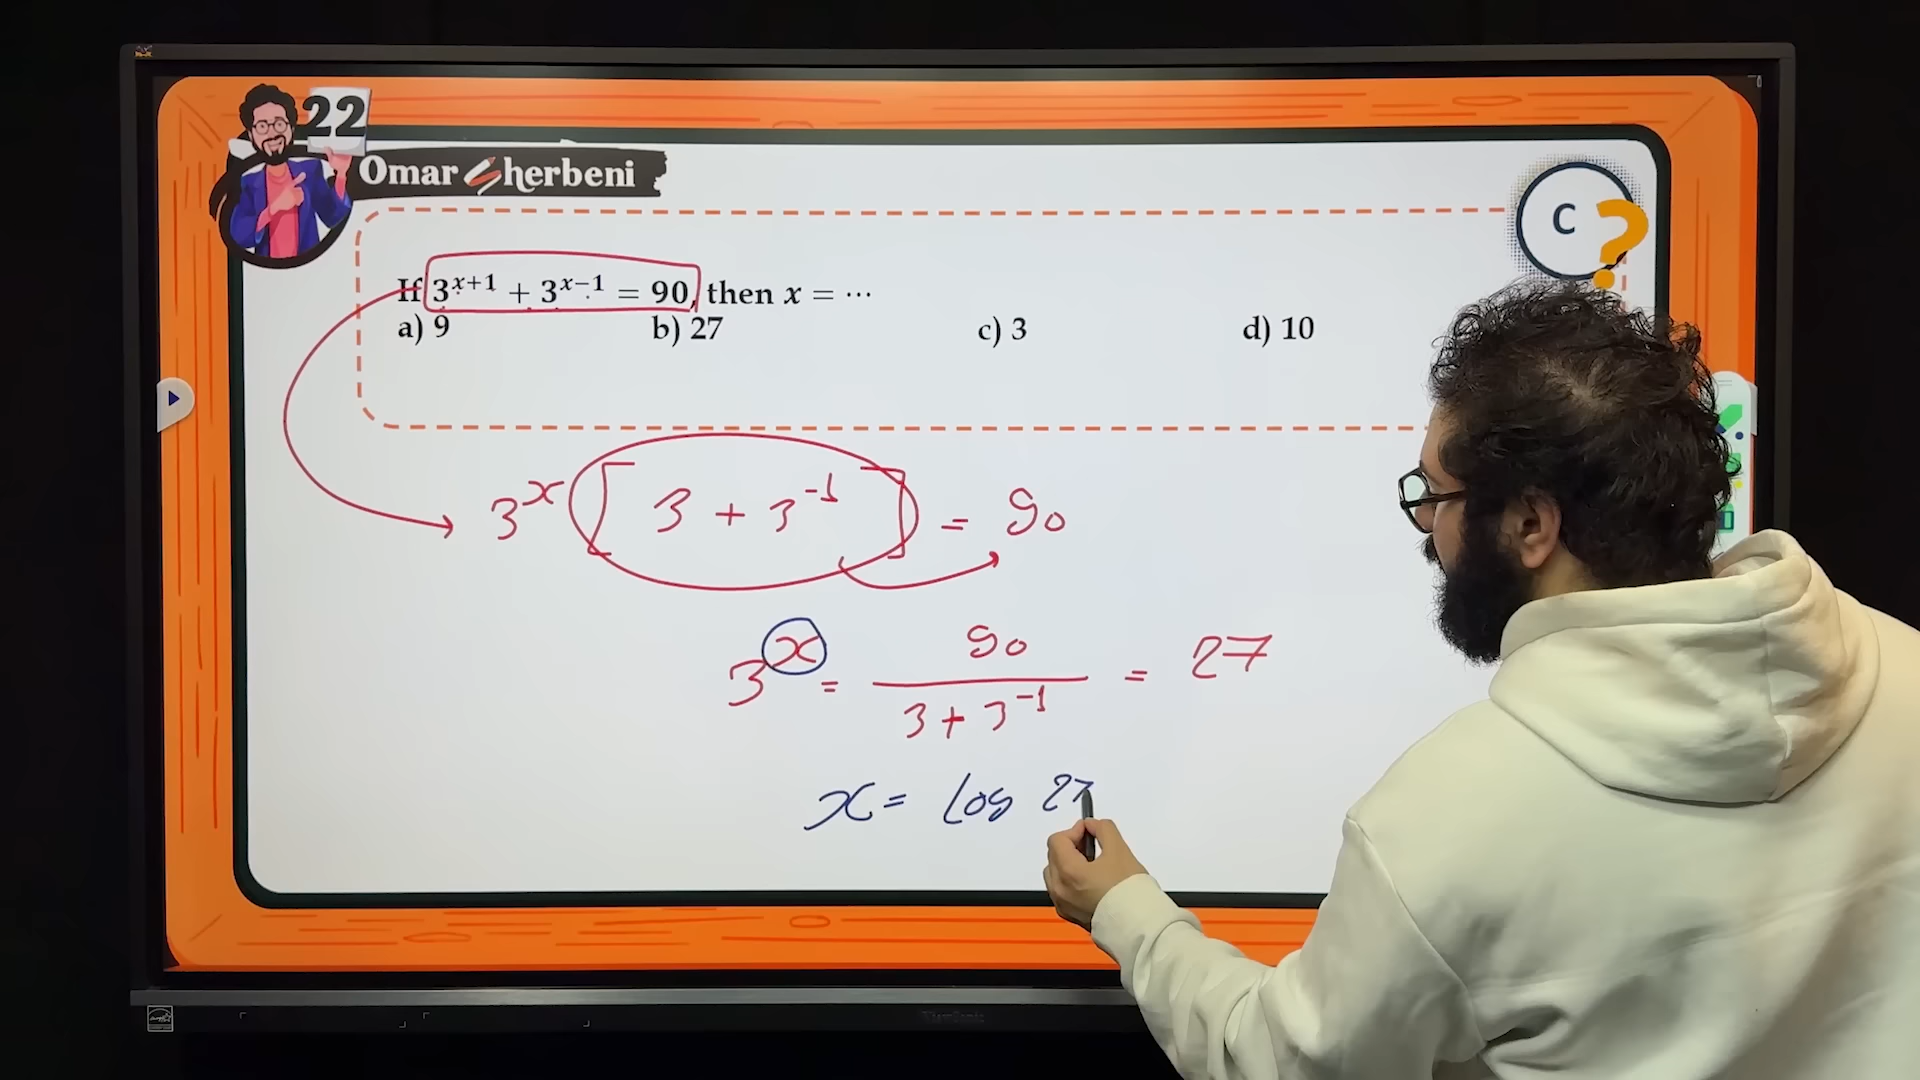 22
Omar Sherbeni
C ?
If 3^{x+1} + 3^{x−1} = 90, then x = ⋯
a) 9 b) 27 c) 3 d) 10
3^x [ 3 + 3^{-1} ] = 90
3^x = 90 / (3 + 3^{-1}) = 27
x = log 27
ViewSonic